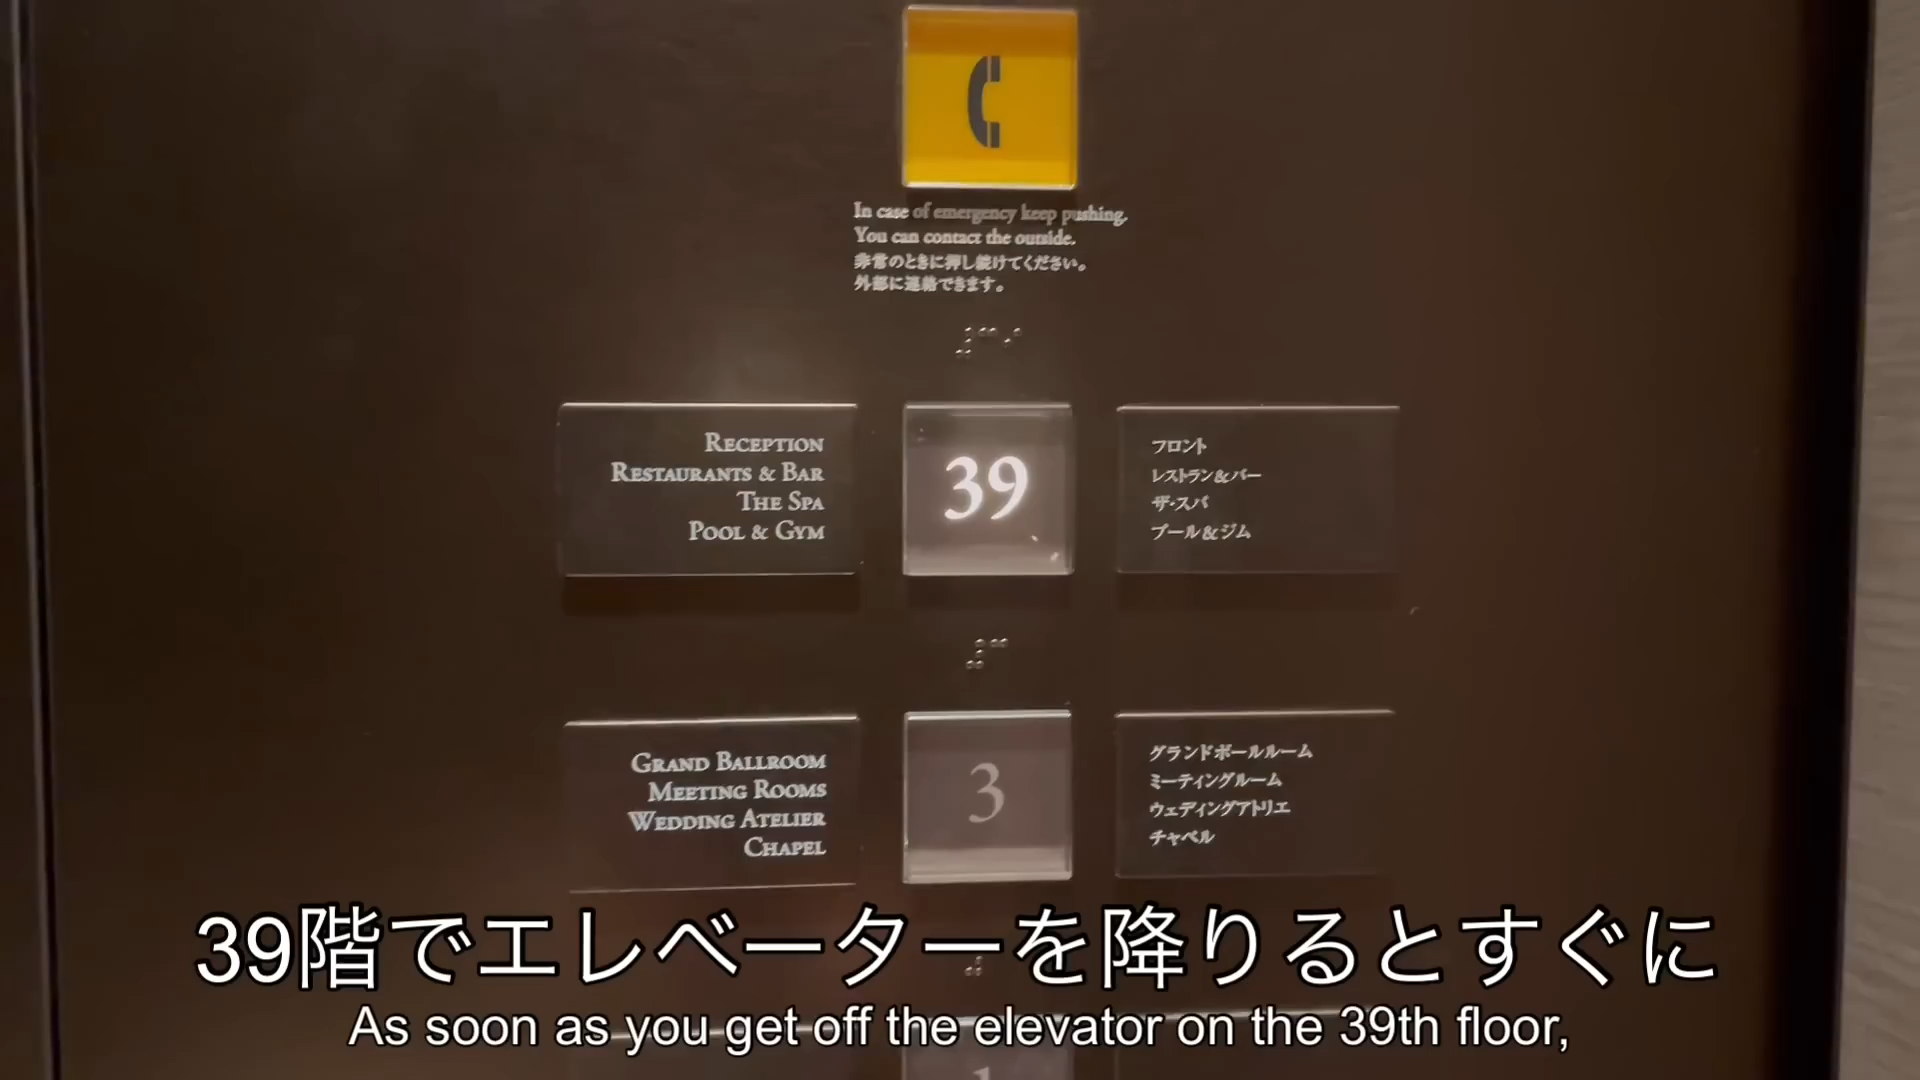 In case of emergency keep pushing.
You can contact the outside.
非常のときに押し続けてください。
外部に連絡できます。
RECEPTION
RESTAURANTS & BAR
THE SPA
POOL & GYM
39
フロント
レストラン&バー
ザ・スパ
プール&ジム
GRAND BALLROOM
MEETING ROOMS
WEDDING ATELIER
CHAPEL
3
グランドボールルーム
ミーティングルーム
ウェディングアトリエ
チャペル
39階でエレベーターを降りるとすぐに
As soon as you get off the elevator on the 39th floor,